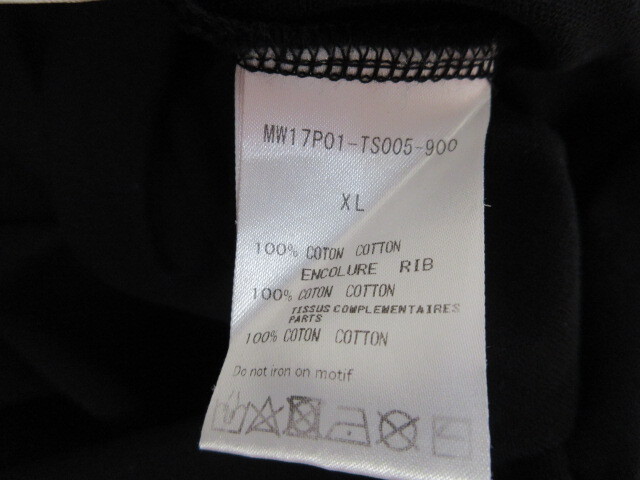 MW17P01-TS005-900
XL
100% COTON COTTON
ENCOLURE RIB
100% COTON COTTON
TISSUS COMPLEMENTAIRES
PARTS
100% COTON COTTON
Do not iron on motif